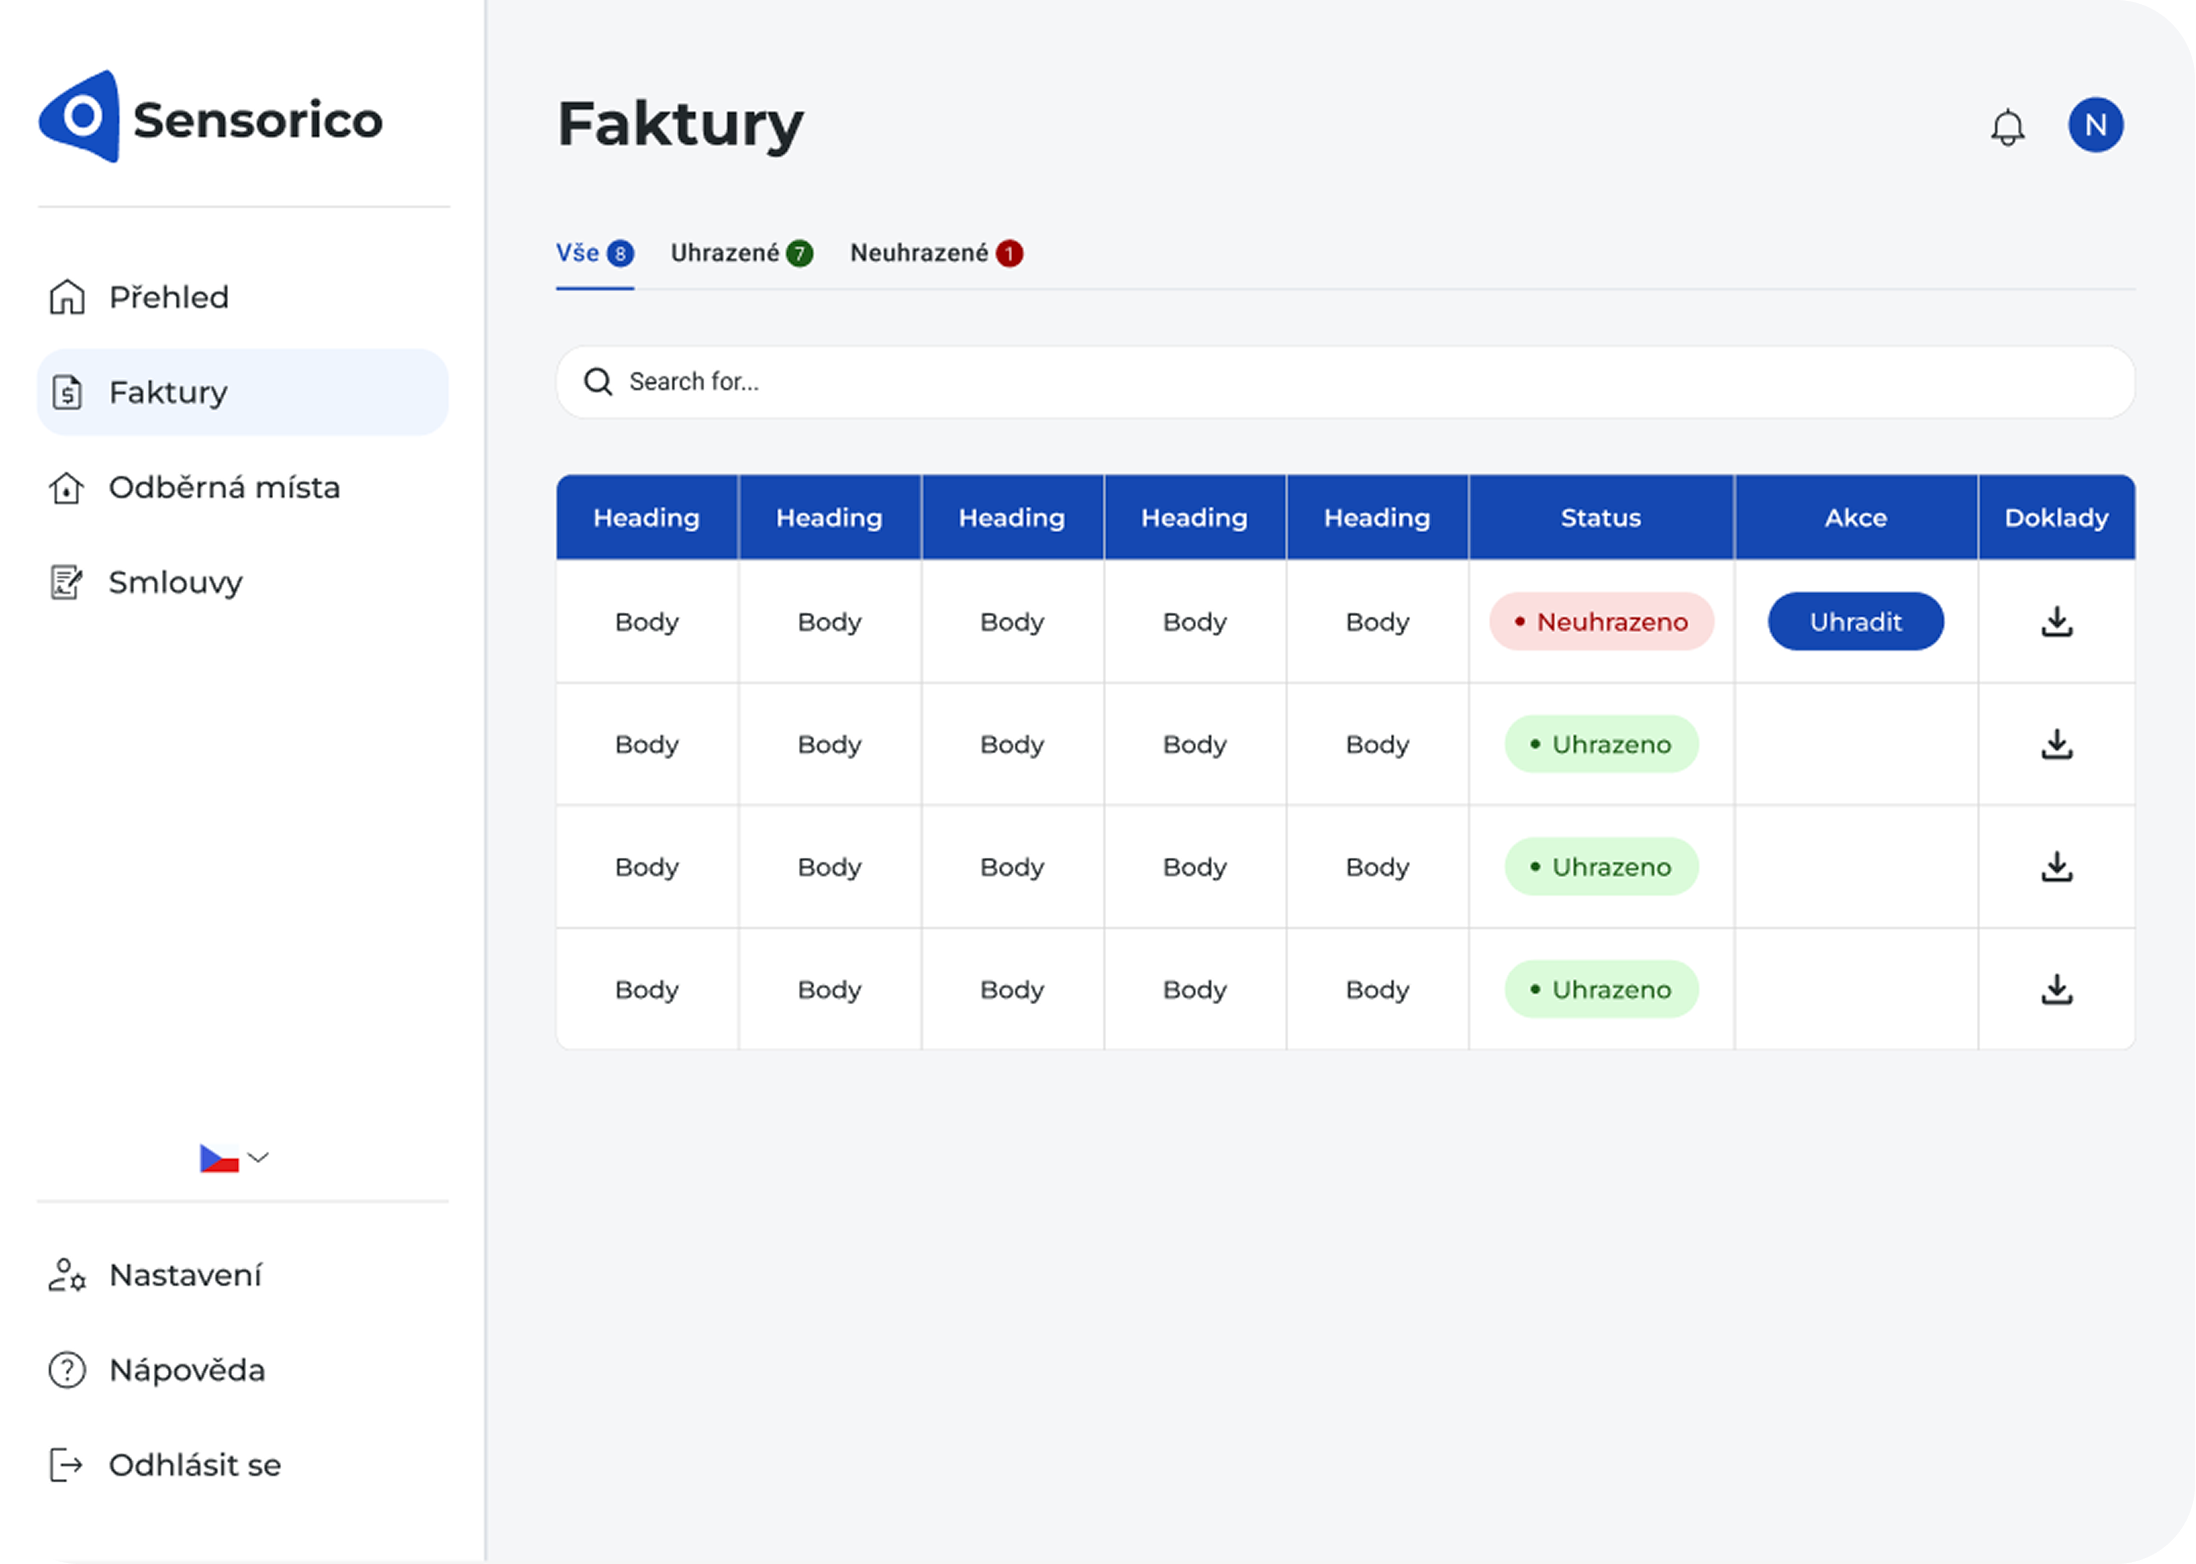 Sensorico
Přehled
Faktury
Odběrná místa
Smlouvy
Nastavení
Nápověda
Odhlásit se
Faktury
N
Vše 8 Uhrazené 7 Neuhrazené 1
Search for...
Heading Heading Heading Heading Heading Status Akce Doklady
Body Body Body Body Body Neuhrazeno Uhradit
Body Body Body Body Body Uhrazeno
Body Body Body Body Body Uhrazeno
Body Body Body Body Body Uhrazeno